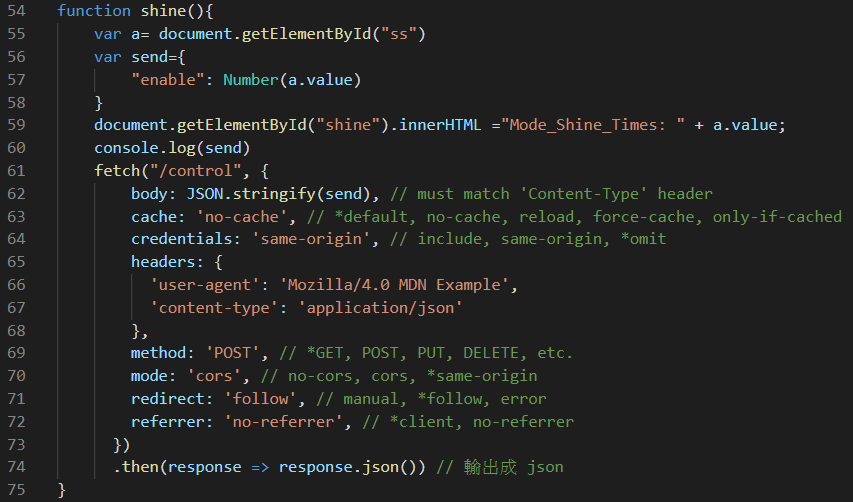 54 function shine(){
55 var a= document.getElementById("ss")
56 var send={
57 "enable": Number(a.value)
58 }
59 document.getElementById("shine").innerHTML ="Mode_Shine_Times: " + a.value;
60 console.log(send)
61 fetch("/control", {
62 body: JSON.stringify(send), // must match 'Content-Type' header
63 cache: 'no-cache', // *default, no-cache, reload, force-cache, only-if-cached
64 credentials: 'same-origin', // include, same-origin, *omit
65 headers: {
66 'user-agent': 'Mozilla/4.0 MDN Example',
67 'content-type': 'application/json'
68 },
69 method: 'POST', // *GET, POST, PUT, DELETE, etc.
70 mode: 'cors', // no-cors, cors, *same-origin
71 redirect: 'follow', // manual, *follow, error
72 referrer: 'no-referrer', // *client, no-referrer
73 })
74 .then(response => response.json()) // 輸出成 json
75 }